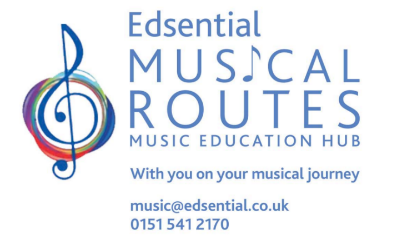 Edsential
MUSICAL
ROUTES
MUSIC EDUCATION HUB
With you on your musical journey
music@edsential.co.uk
0151 541 2170